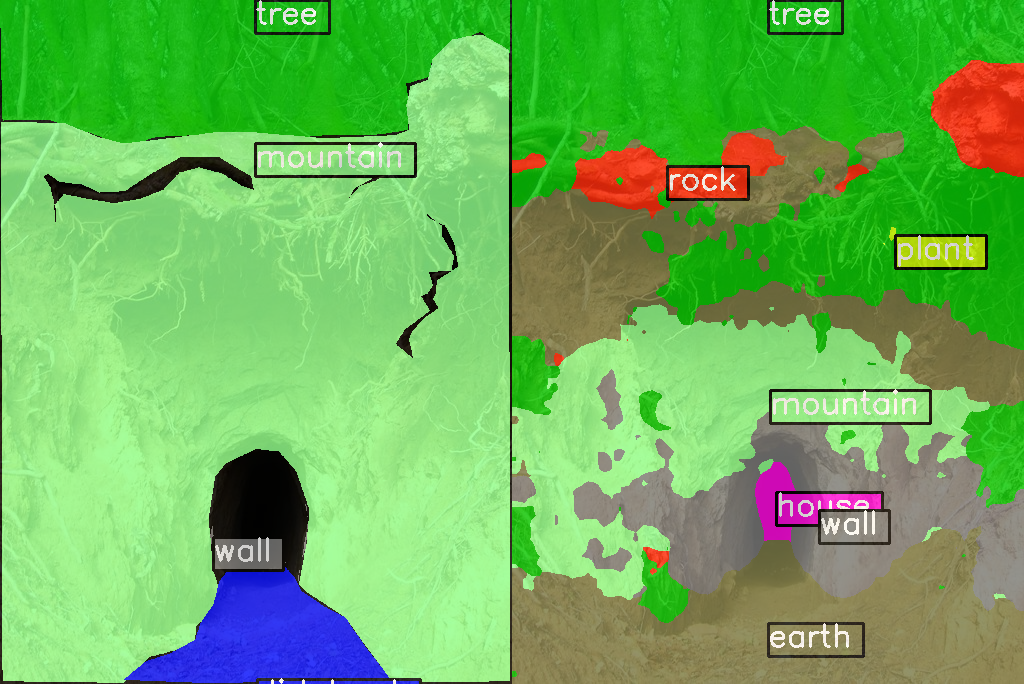 tree
tree
mountain
rock
plant
mountain
house
wall
wall
earth